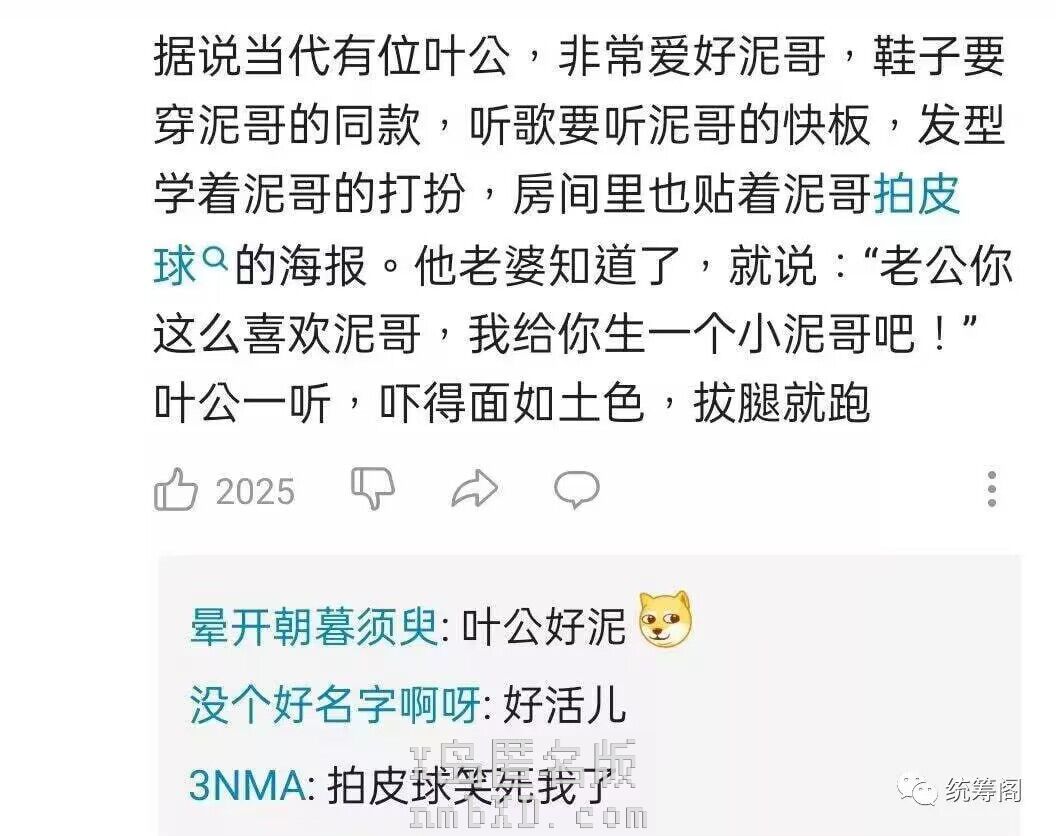 据说当代有位叶公，非常爱好泥哥，鞋子要
穿泥哥的同款，听歌要听泥哥的快板，发型
学着泥哥的打扮，房间里也贴着泥哥拍皮
球的海报。他老婆知道了，就说：“老公你
这么喜欢泥哥，我给你生一个小泥哥吧！”
叶公一听，吓得面如土色，拔腿就跑
2025
晕开朝暮须臾: 叶公好泥
没个好名字啊呀: 好活儿
X岛匿名版
3NMA: 拍皮球笑死我了
nmbxd.com
统筹阁